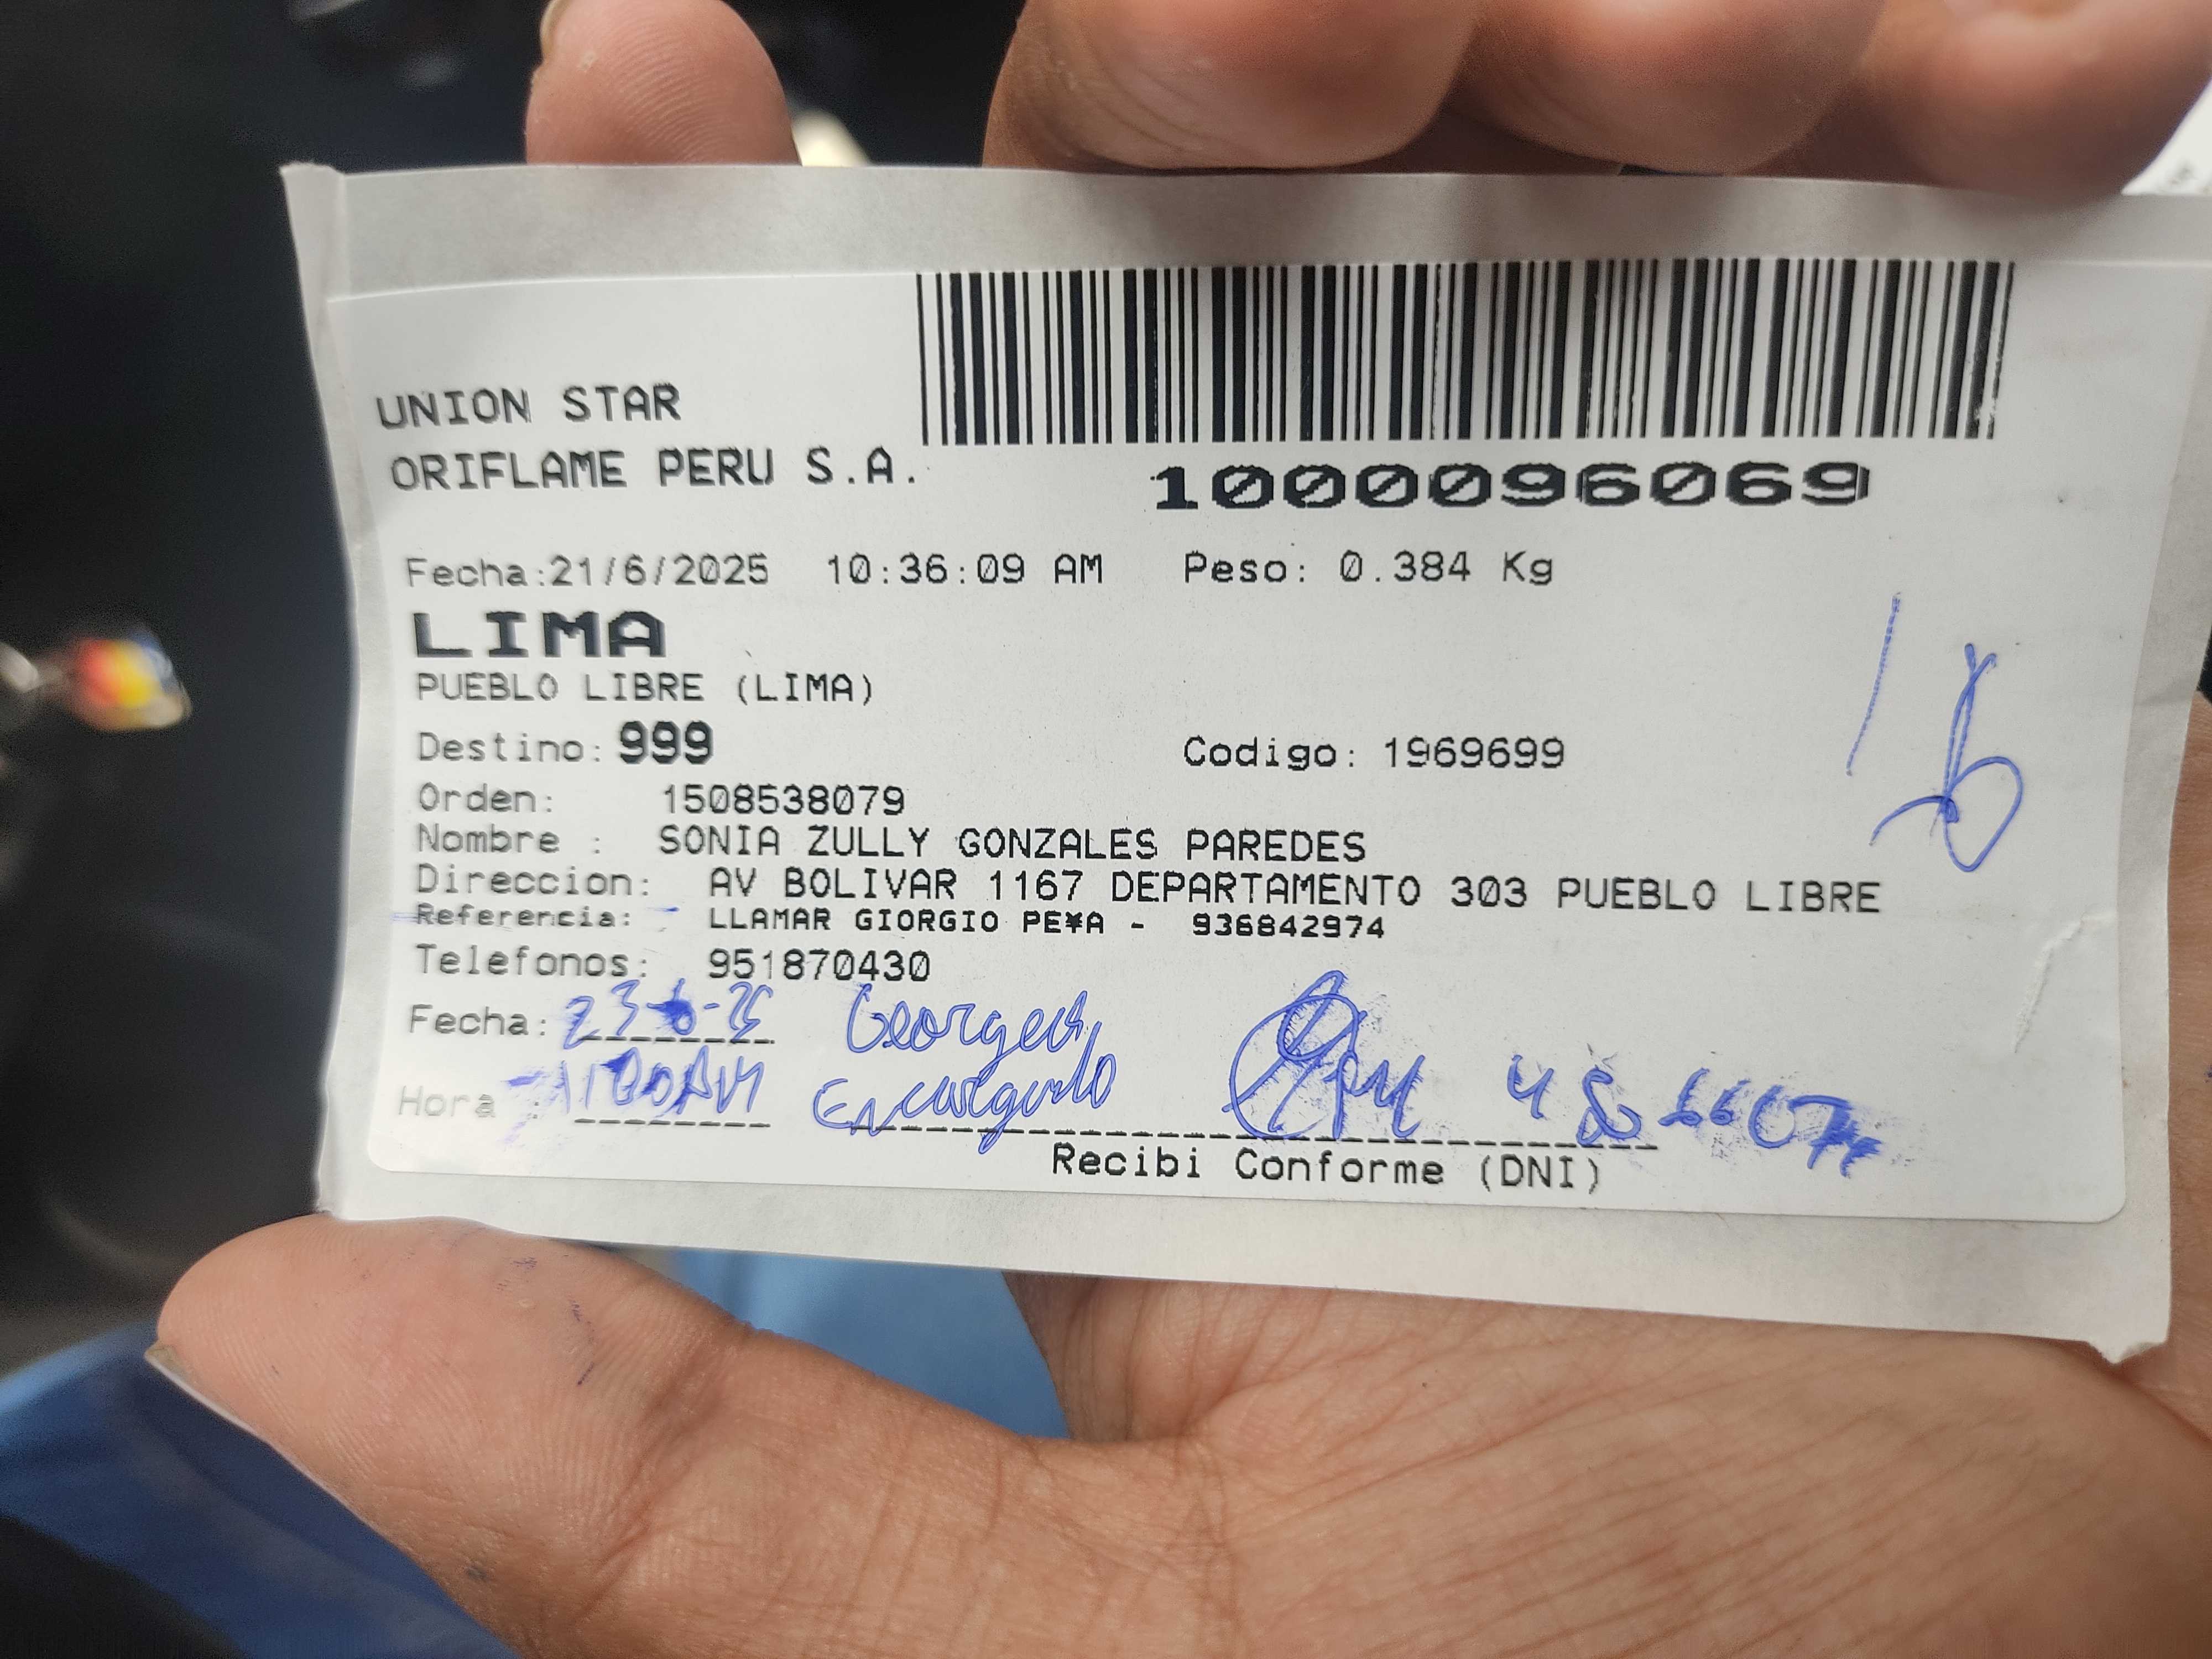 UNION STAR
ORIFLAME PERU S.A.
1000096069
Fecha:21/6/2025 10:36:09 AM Peso: 0.384 Kg
LIMA
PUEBLO LIBRE (LIMA)
Destino: 999 Codigo: 1969699
Orden: 1508538079
Nombre : SONIA ZULLY GONZALES PAREDES
Direccion: AV BOLIVAR 1167 DEPARTAMENTO 303 PUEBLO LIBRE
Referencia: LLAMAR GIORGIO PE¥A - 936842974
Telefonos: 951870430
Fecha: 23-6-25
Hora : Encargado
Recibi Conforme (DNI)